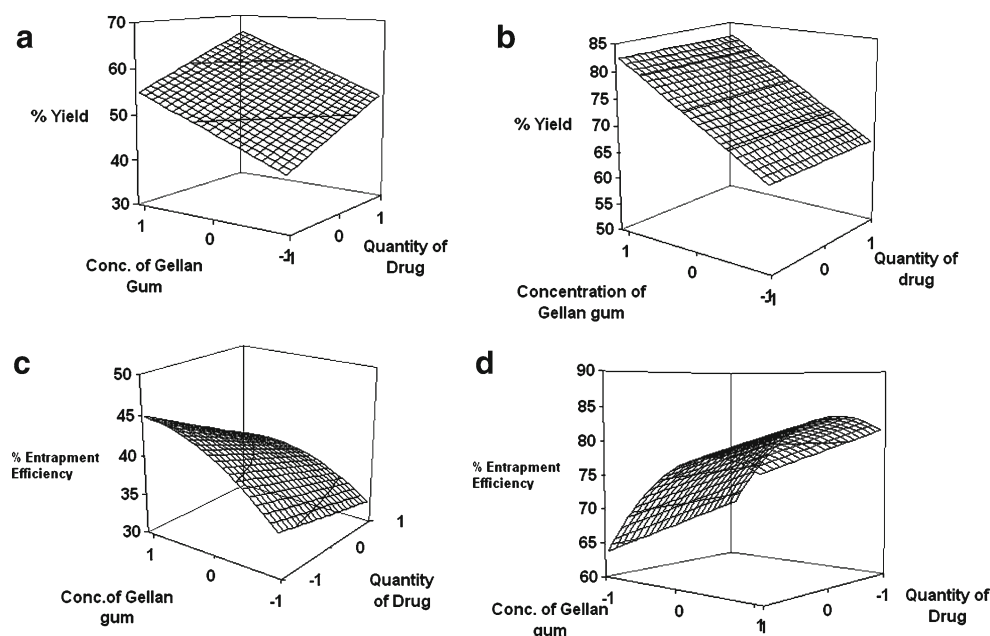 a
70
60
% Yield
50
40
30
1
0
-1
1
0
-1
Conc. of Gellan
Gum
Quantity of
Drug
b
85
80
75
% Yield
70
65
60
55
50
1
0
-1
1
0
-1
Concentration of
Gellan gum
Quantity of
drug
c
50
45
% Entrapment
Efficiency
40
35
30
1
0
-1
-1
0
1
Conc.of Gellan
gum
Quantity
of Drug
d
90
85
80
% Entrapment
Efficiency
75
70
65
60
-1
0
1
1
0
-1
Conc. of Gellan
gum
Quantity of
Drug